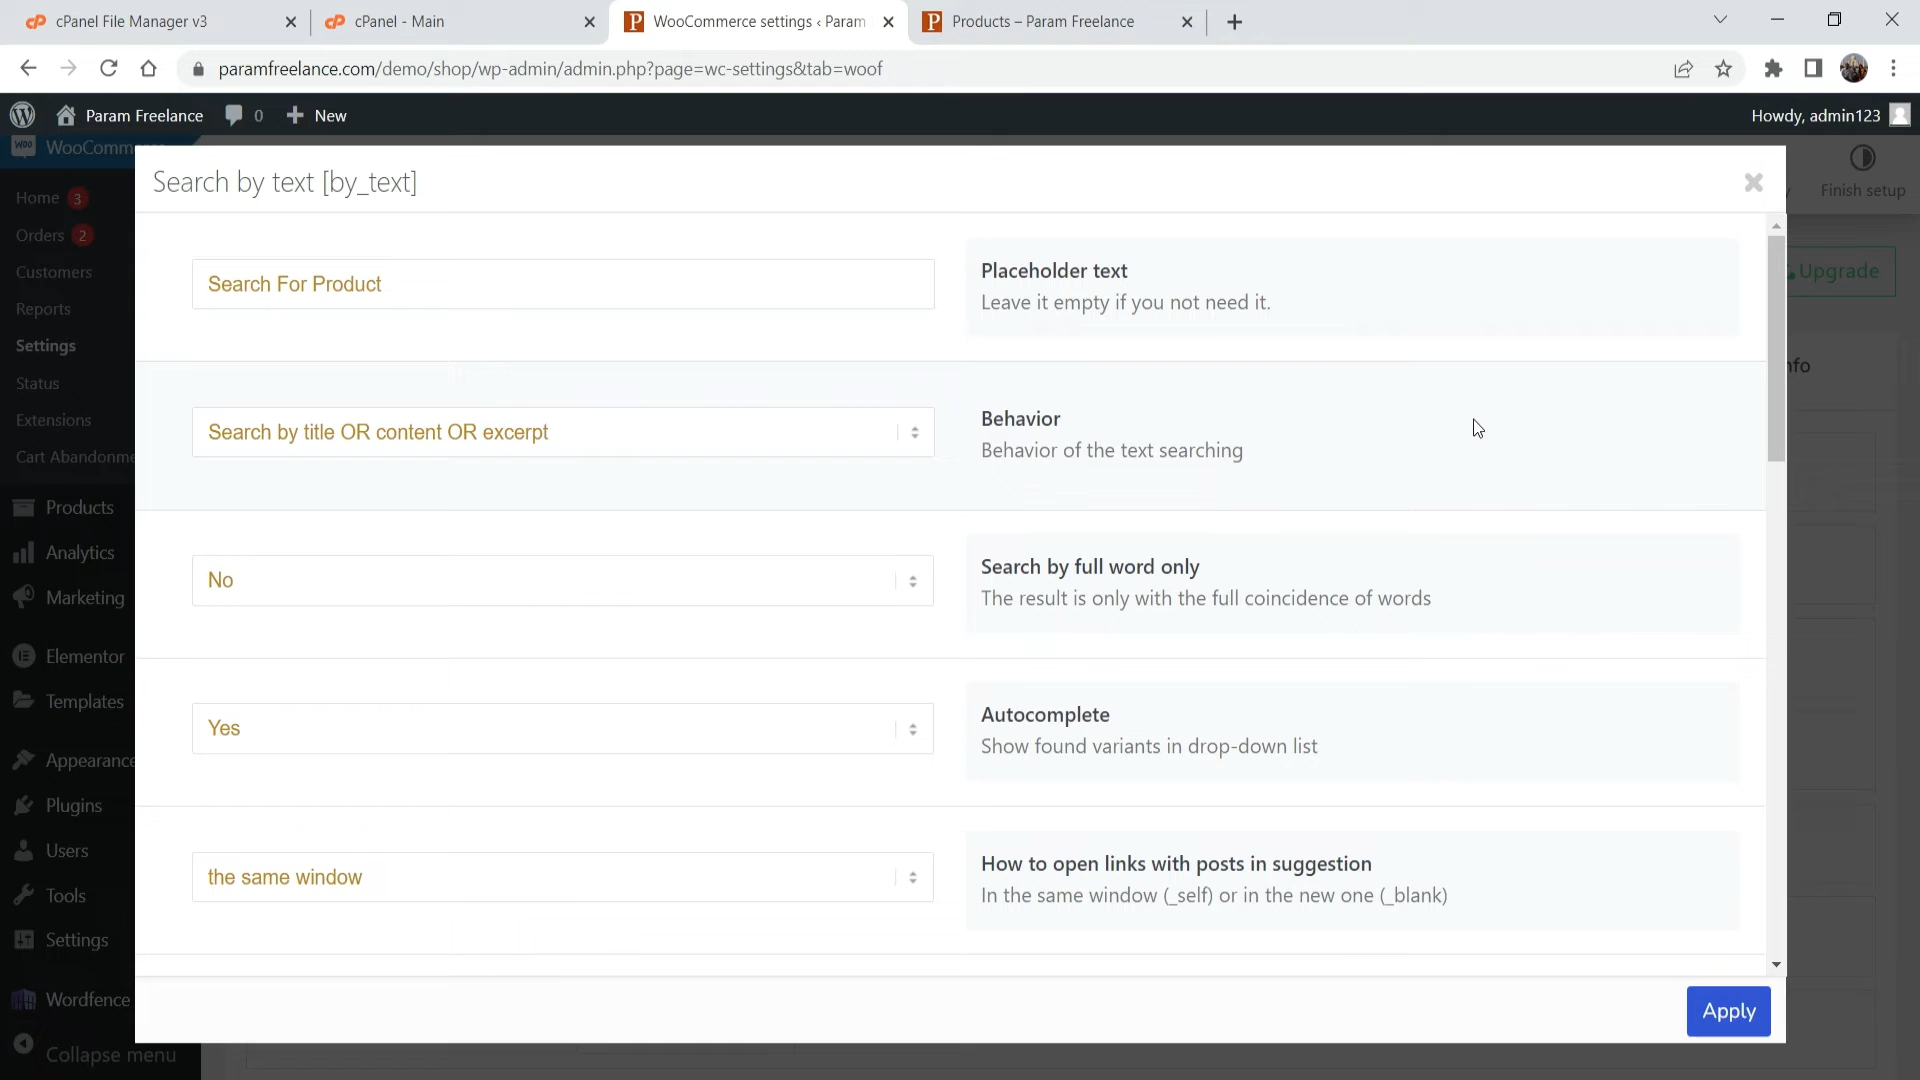 cPanel File Manager v3
cPanel - Main
WooCommerce settings ‹ Param
Products – Param Freelance
paramfreelance.com/demo/shop/wp-admin/admin.php?page=wc-settings&tab=woof
Param Freelance
0
New
Howdy, admin123
WooComm
Home 3
Orders 2
Customers
Reports
Settings
Status
Extensions
Cart Abandonme
Products
Analytics
Marketing
Elementor
Templates
Appearance
Plugins
Users
Tools
Settings
Wordfence
Collapse menu
Search by text [by_text]
Finish setup
Upgrade
Search For Product
Placeholder text
Leave it empty if you not need it.
Search by title OR content OR excerpt
Behavior
Behavior of the text searching
No
Search by full word only
The result is only with the full coincidence of words
Yes
Autocomplete
Show found variants in drop-down list
the same window
How to open links with posts in suggestion
In the same window (_self) or in the new one (_blank)
Apply